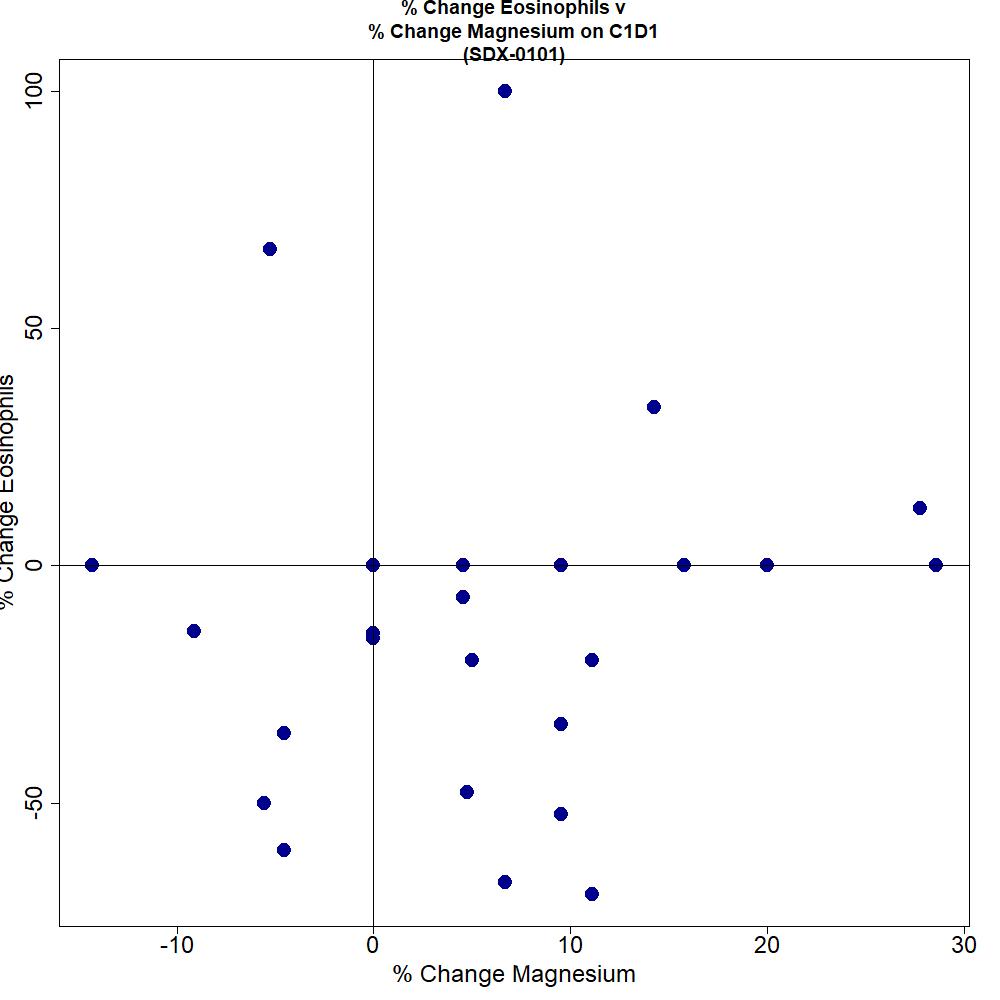 % Change Eosinophils v
% Change Magnesium on C1D1
(SDX-0101)
100
50
0
-50
% Change Eosinophils
-10
0
10
20
30
% Change Magnesium